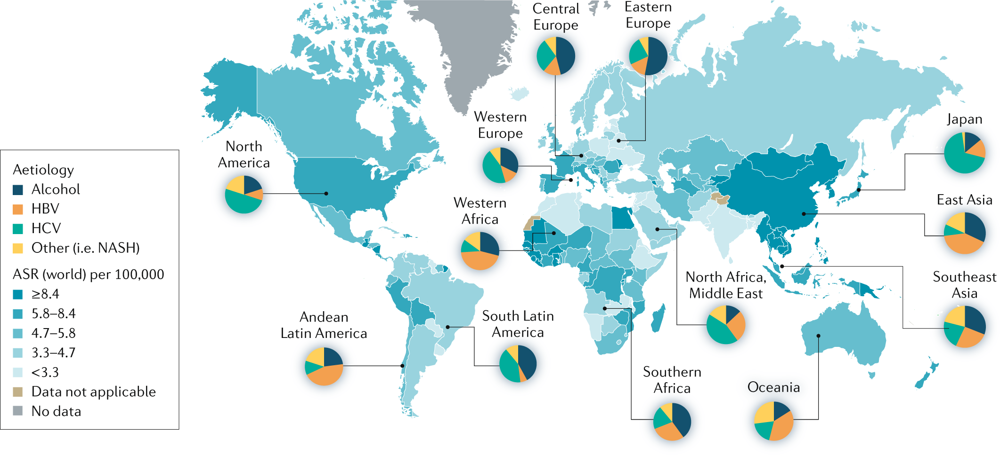 Central
Europe
Eastern
Europe
Western
Europe
Japan
North
America
Aetiology
Alcohol
HBV
HCV
Other (i.e. NASH)
ASR (world) per 100,000
≥8.4
5.8–8.4
4.7–5.8
3.3–4.7
<3.3
Data not applicable
No data
Western
Africa
East Asia
North Africa,
Middle East
Southeast
Asia
Andean
Latin America
South Latin
America
Southern
Africa
Oceania